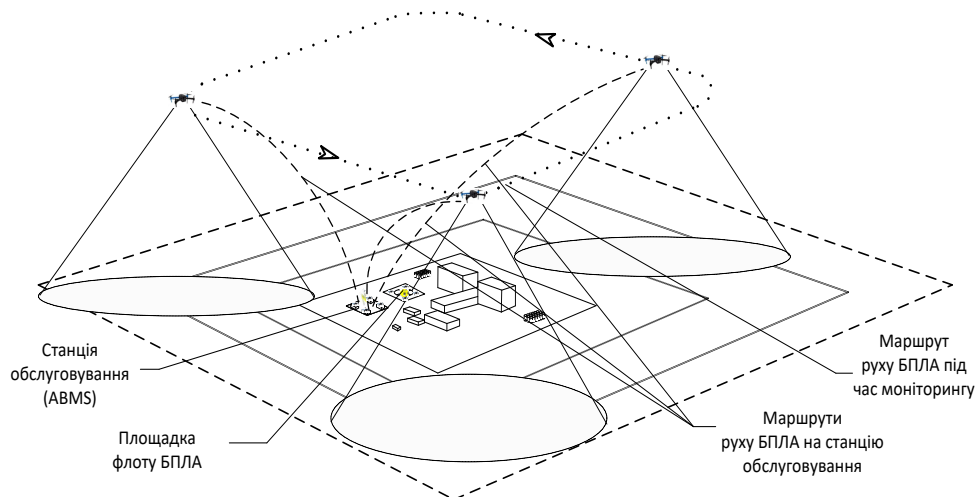 Станція
обслуговування
(ABMS)
Площадка
флоту БПЛА
Маршрути
руху БПЛА на станцію
обслуговування
Маршрут
руху БПЛА під
час моніторингу